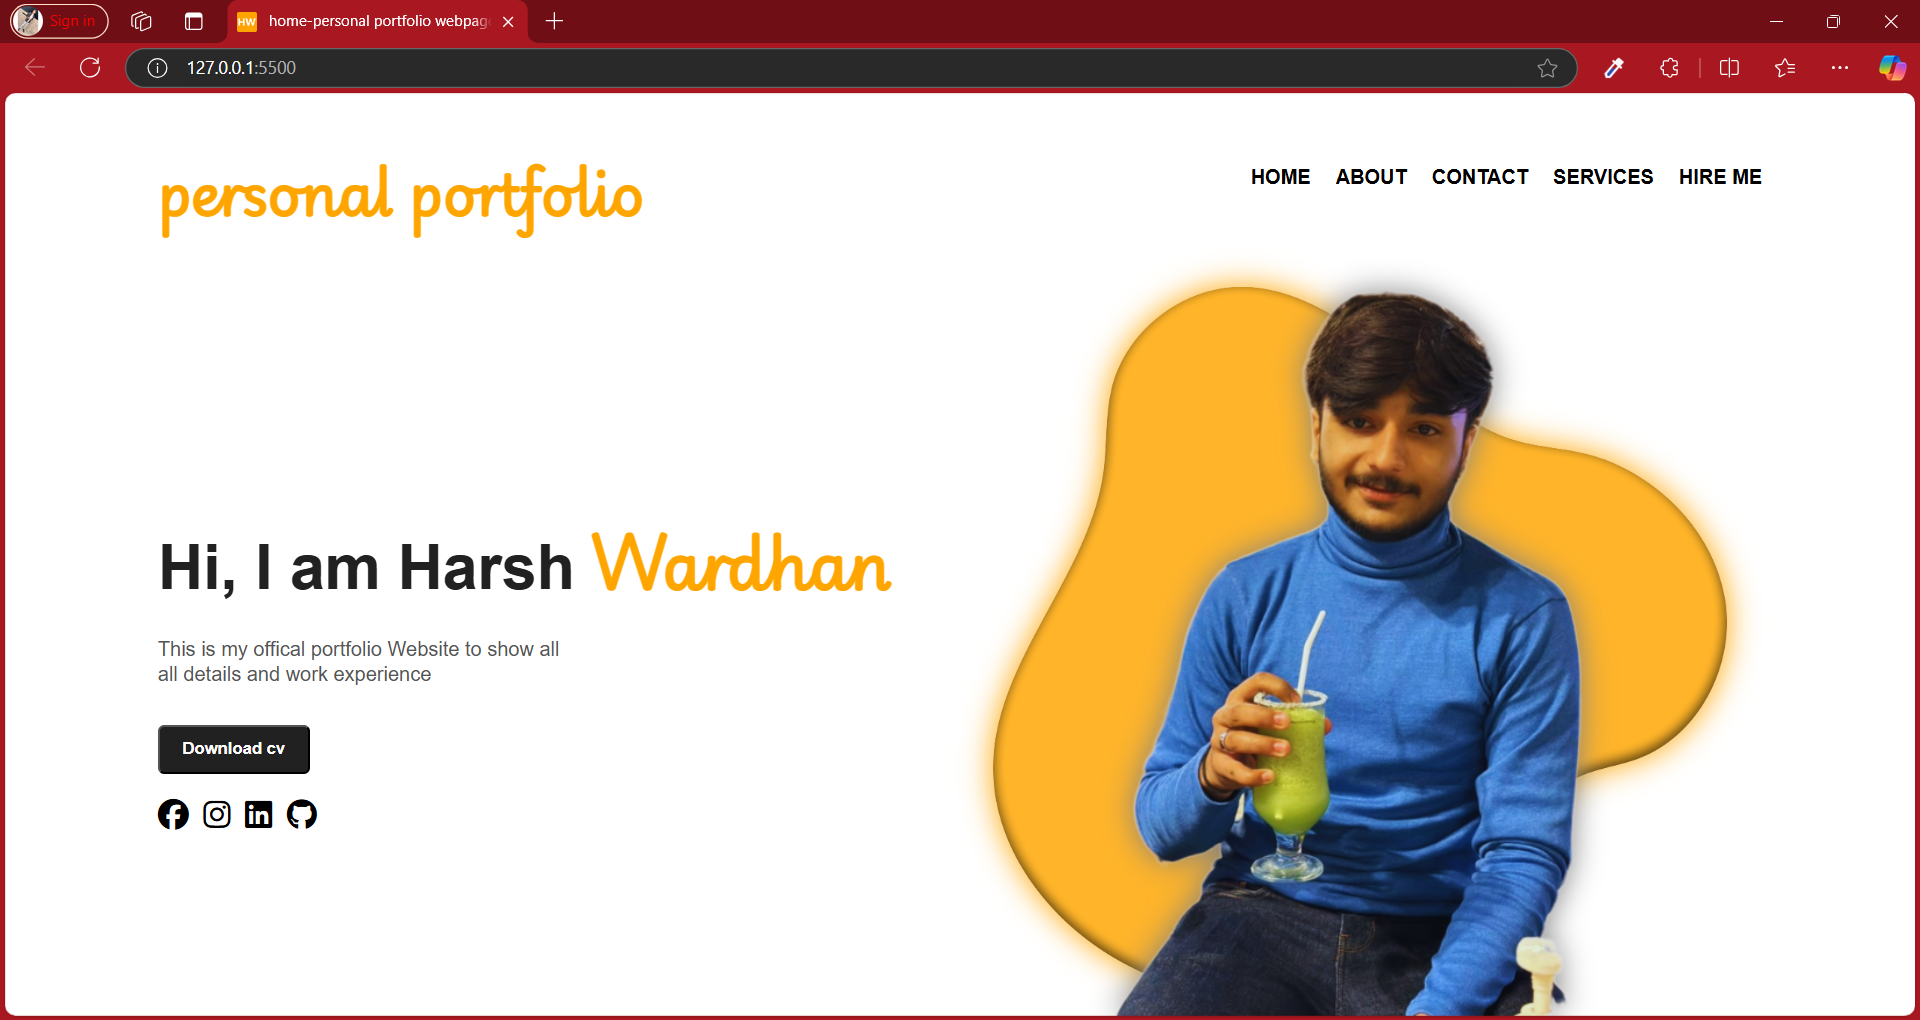 Sign in
HW home-personal portfolio webpage
127.0.0.1:5500
personal portfolio
HOME ABOUT CONTACT SERVICES HIRE ME
Hi, I am Harsh Wardhan
This is my offical portfolio Website to show all
all details and work experience
Download cv